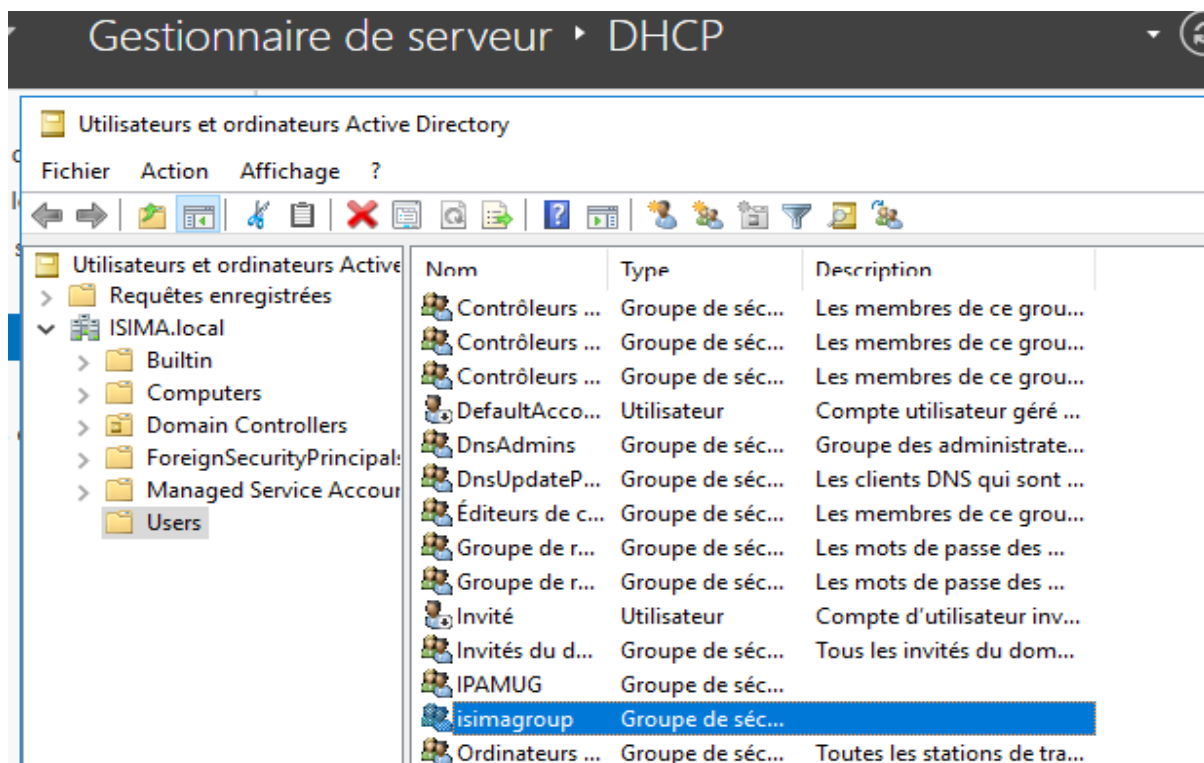 Gestionnaire de serveur ‣ DHCP
Utilisateurs et ordinateurs Active Directory
Fichier Action Affichage ?
Utilisateurs et ordinateurs Active
Requêtes enregistrées
ISIMA.local
Builtin
Computers
Domain Controllers
ForeignSecurityPrincipals
Managed Service Accour
Users
Nom Type Description
Contrôleurs ... Groupe de séc... Les membres de ce grou...
Contrôleurs ... Groupe de séc... Les membres de ce grou...
Contrôleurs ... Groupe de séc... Les membres de ce grou...
DefaultAcco... Utilisateur Compte utilisateur géré ...
DnsAdmins Groupe de séc... Groupe des administrate...
DnsUpdateP... Groupe de séc... Les clients DNS qui sont ...
Éditeurs de c... Groupe de séc... Les membres de ce grou...
Groupe de r... Groupe de séc... Les mots de passe des ...
Groupe de r... Groupe de séc... Les mots de passe des ...
Invité Utilisateur Compte d'utilisateur inv...
Invités du d... Groupe de séc... Tous les invités du dom...
IPAMUG Groupe de séc...
isimagroup Groupe de séc...
Ordinateurs ... Groupe de séc... Toutes les stations de tra...